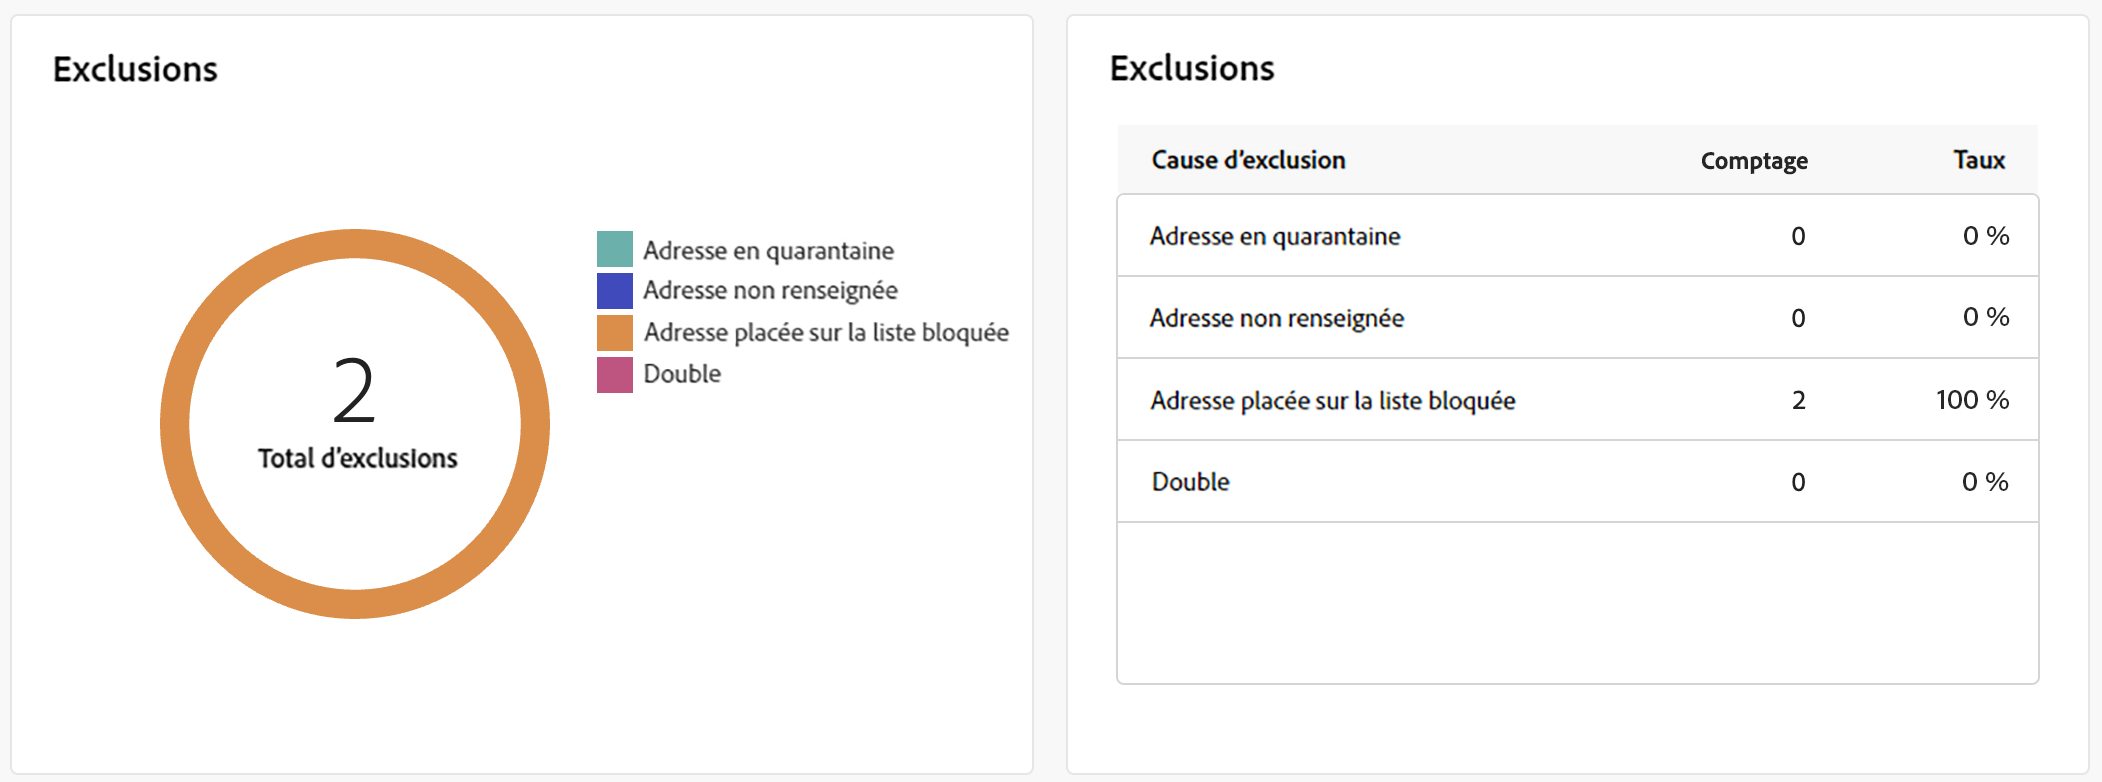 Exclusions
2
Total d'exclusions
Adresse en quarantaine
Adresse non renseignée
Adresse placée sur la liste bloquée
Double
Exclusions
Cause d’exclusion Comptage Taux
Adresse en quarantaine 0 0 %
Adresse non renseignée 0 0 %
Adresse placée sur la liste bloquée 2 100 %
Double 0 0 %